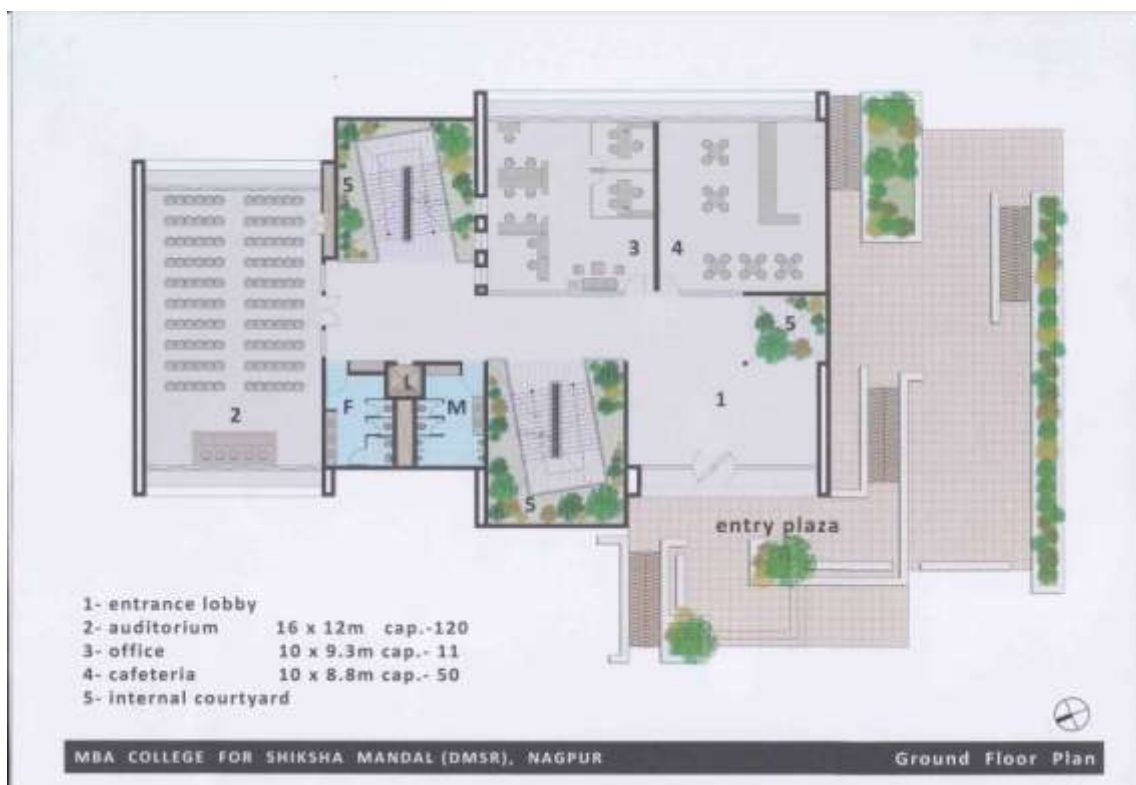 5
3
4
5
L
F
M
1
2
5
entry plaza
1- entrance lobby
2- auditorium 16 x 12m cap.-120
3- office 10 x 9.3m cap.- 11
4- cafeteria 10 x 8.8m cap.- 50
5- internal courtyard
MBA COLLEGE FOR SHIKSHA MANDAL (DMSR), NAGPUR
Ground Floor Plan